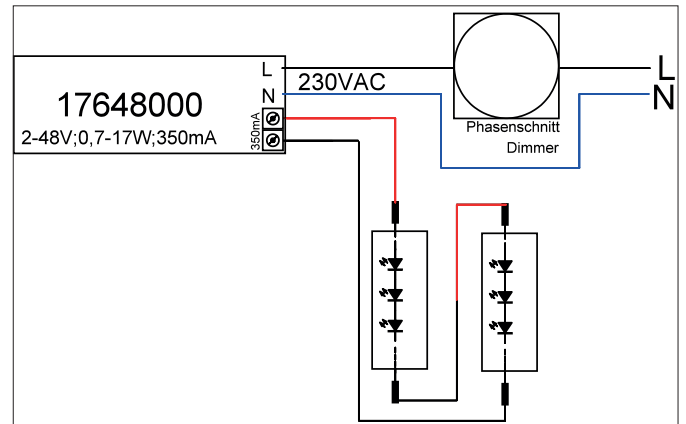 L
230VAC
N
17648000
2-48V;0,7-17W;350mA
350mA
Phasenschnitt
Dimmer
L
N